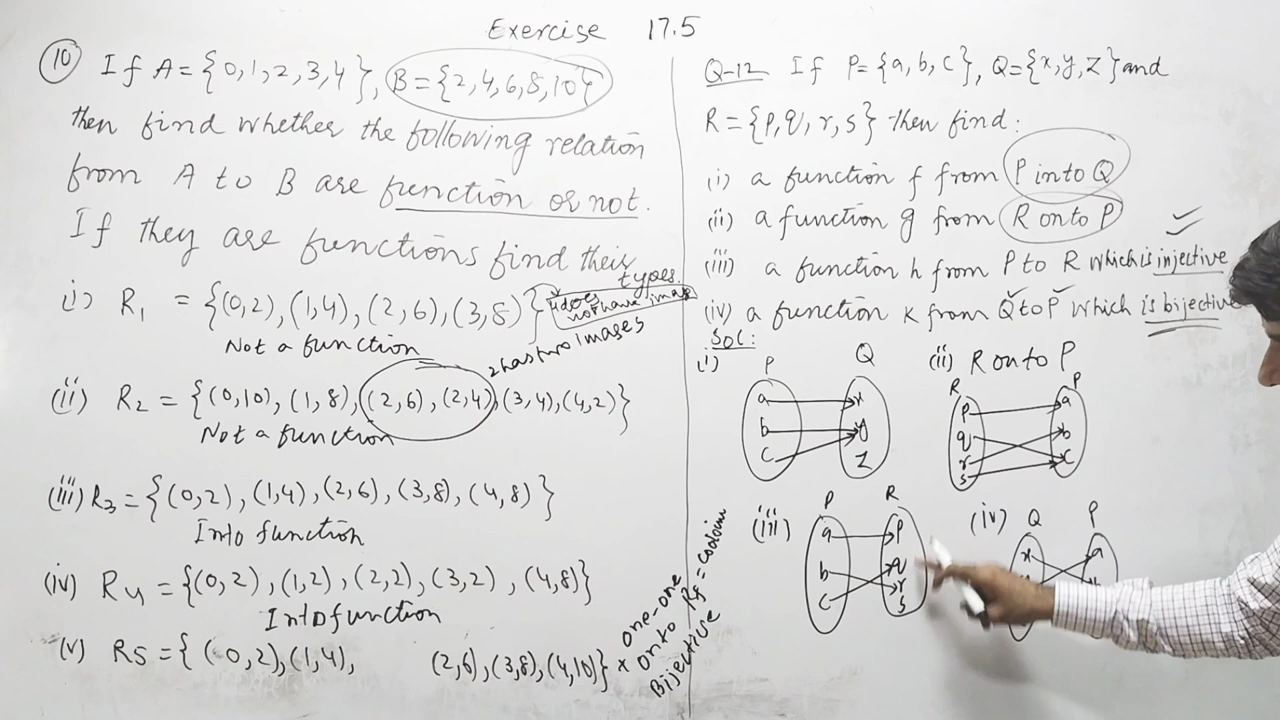 Exercise 17.5
(10) If A = {0,1,2,3,4}, B = {2,4,6,8,10}
then find whether the following relation
from A to B are function or not.
If they are functions find their
types.
(i) R1 = {(0,2),(1,4),(2,6),(3,8)} 4 does
not have image
Not a function
2 has two Images
(ii) R2 = {(0,10),(1,8),(2,6),(2,4),(3,4),(4,2)}
Not a function
(iii) R3 = {(0,2),(1,4),(2,6),(3,8),(4,8)}
Into function
(iv) R4 = {(0,2),(1,2),(2,2),(3,2),(4,8)}
Into function
(v) R5 = {(0,2),(1,4), (2,6),(3,8),(4,10)}
one-one
onto Rf = codom
Bijective
Q-12 If P={a,b,c}, Q={x,y,z} and
R={p,q,r,s} then find:
(i) a function f from P into Q
(ii) a function g from R onto P
(iii) a function h from P to R which is injective
(iv) a function k from Q to P which is bijective
Sol:
(i) P Q
a x
b y
c z
(ii) R onto P
R P
p a
q b
r c
s
(iii) P R
a p
b q
c r
s
(iv) Q P
x a